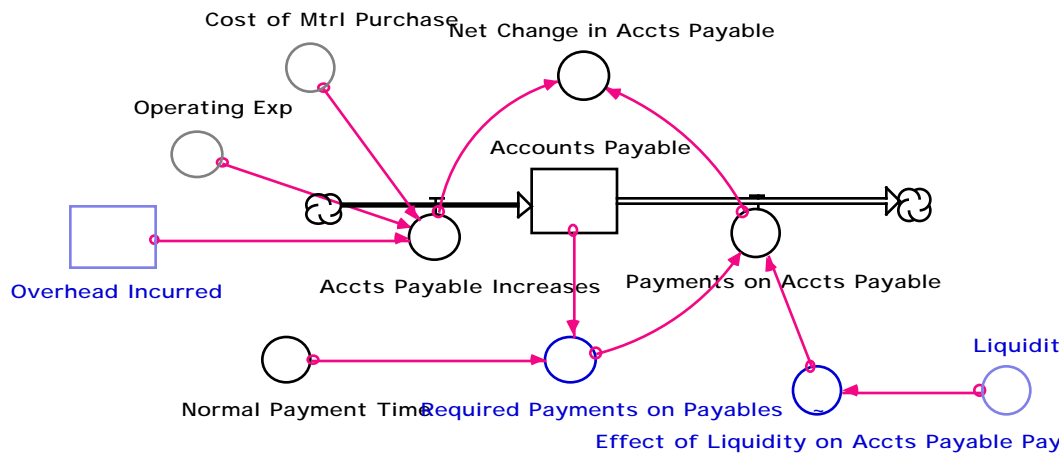 Cost of Mtrl Purchase
Net Change in Accts Payable
Operating Exp
Accounts Payable
Overhead Incurred
Accts Payable Increases
Payments on Accts Payable
Liquidit
Normal Payment Time
Required Payments on Payables
~
Effect of Liquidity on Accts Payable Pay